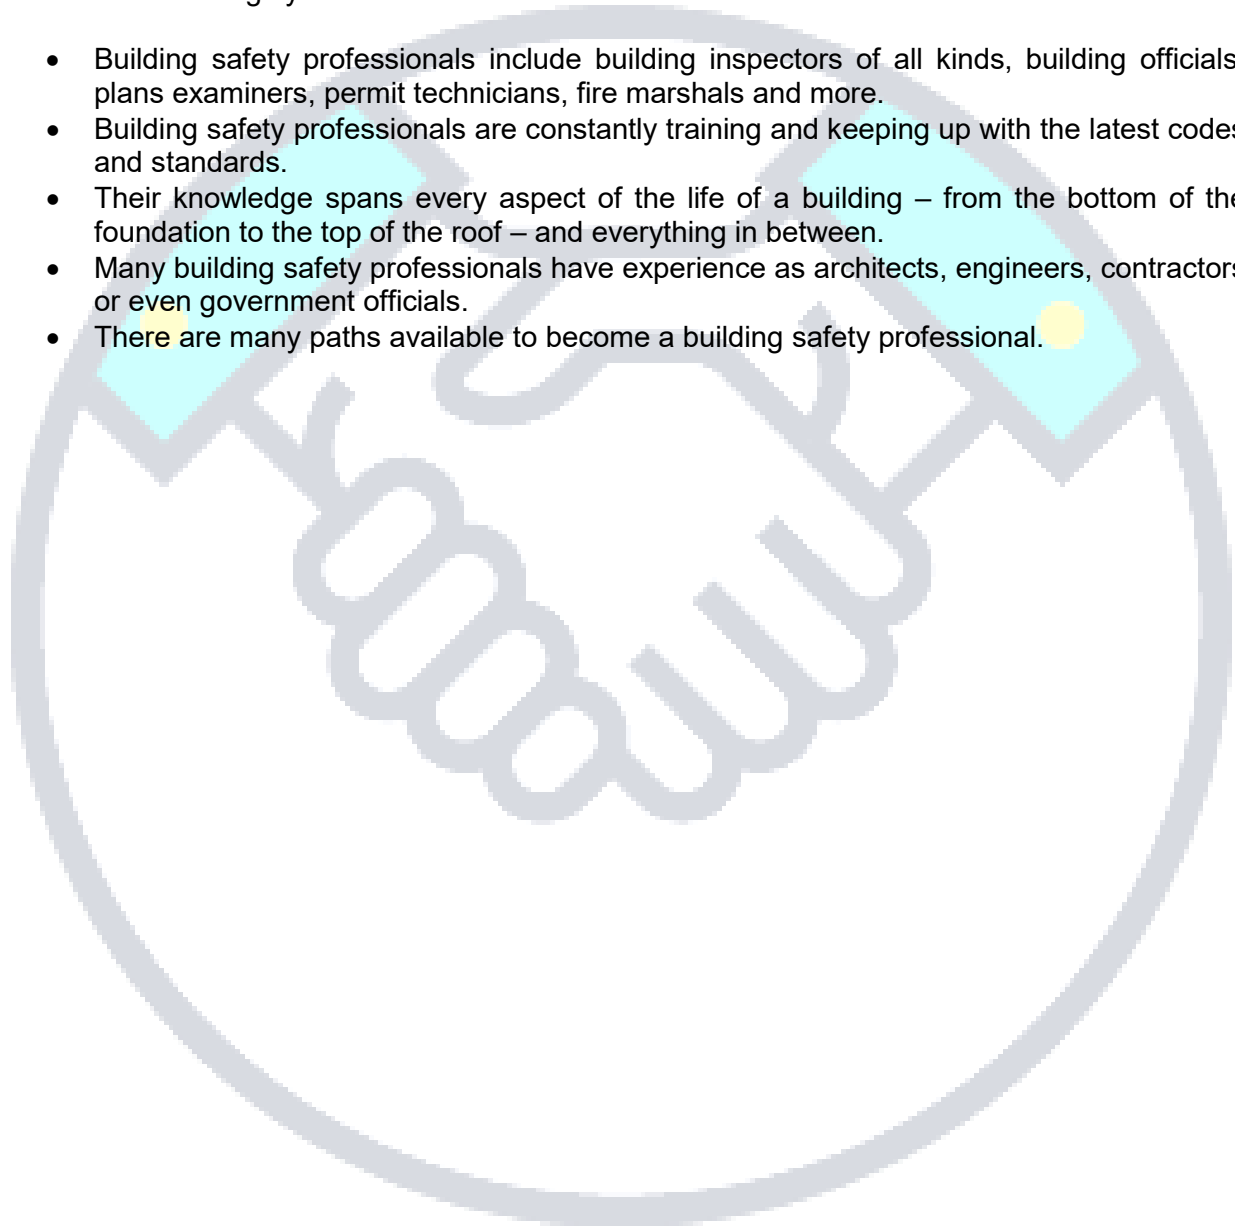 • Building safety professionals include building inspectors of all kinds, building officials
plans examiners, permit technicians, fire marshals and more.
• Building safety professionals are constantly training and keeping up with the latest codes
and standards.
• Their knowledge spans every aspect of the life of a building – from the bottom of the
foundation to the top of the roof – and everything in between.
• Many building safety professionals have experience as architects, engineers, contractors
or even government officials.
• There are many paths available to become a building safety professional.